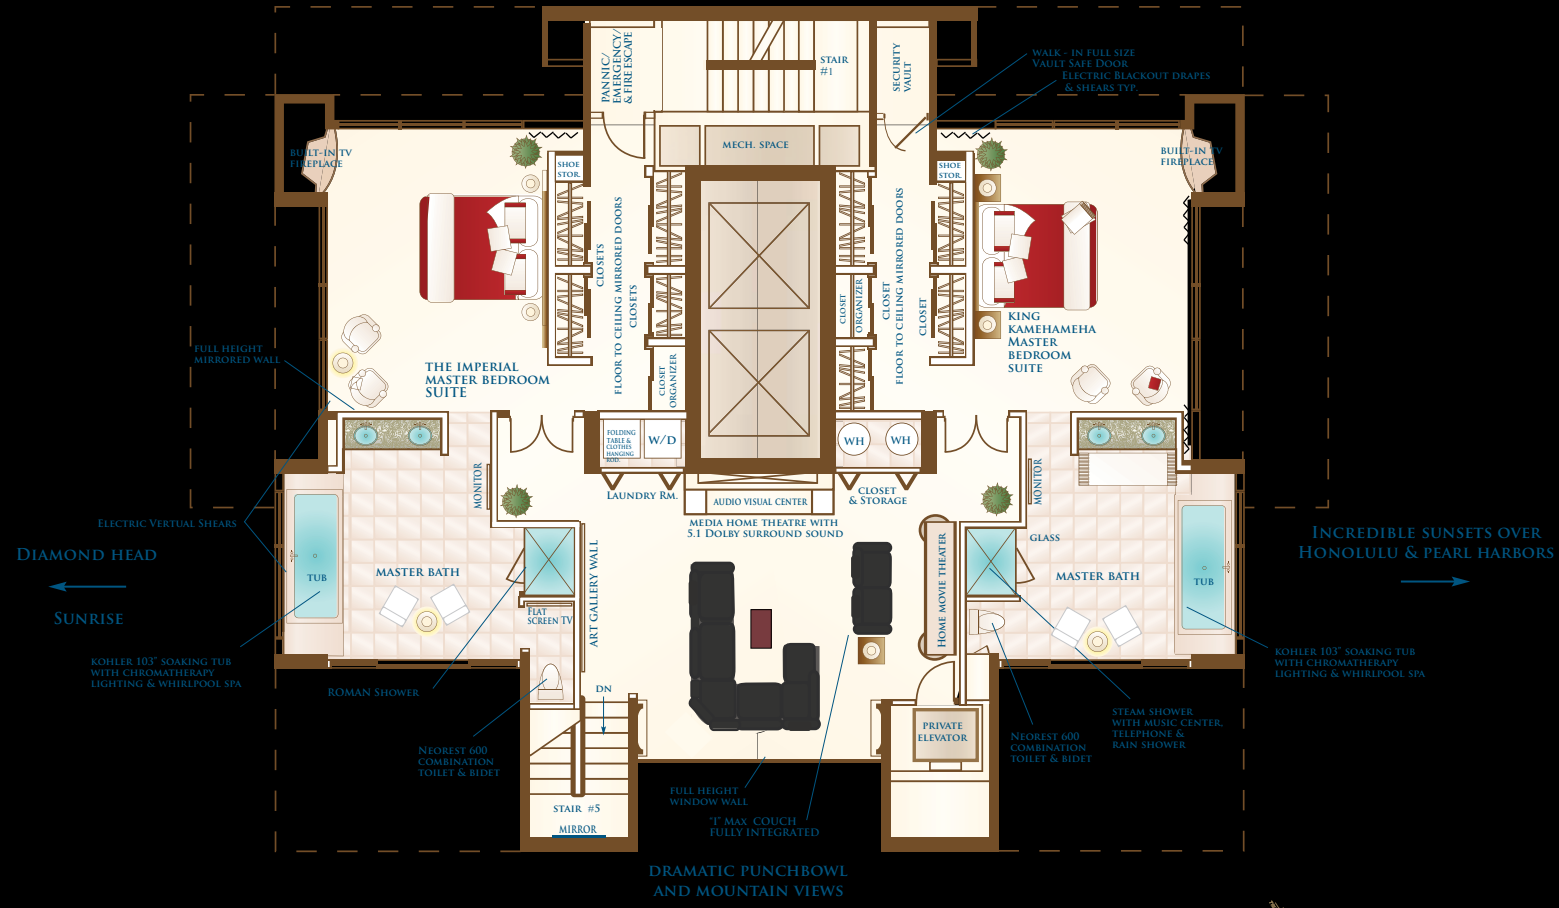 PANNIC/
EMERGENCY/
& FIRE ESCAPE
STAIR
#1
SECURITY
VAULT
WALK - IN FULL SIZE
VAULT SAFE DOOR
ELECTRIC BLACKOUT DRAPES
& SHEARS TYP.
MECH. SPACE
BUILT-IN TV
FIREPLACE
SHOE
STOR.
SHOE
STOR.
BUILT-IN TV
FIREPLACE
CLOSETS
FLOOR TO CEILING MIRRORED DOORS
CLOSETS
CLOSET
ORGANIZER
CLOSET
ORGANIZER
CLOSET
FLOOR TO CEILING MIRRORED DOORS
CLOSET
FULL HEIGHT
MIRRORED WALL
THE IMPERIAL
MASTER BEDROOM
SUITE
KING
KAMEHAMEHA
MASTER
BEDROOM
SUITE
FOLDING
TABLE &
CLOTHES
HANGING
ROD.
W/D
WH
WH
MONITOR
LAUNDRY RM.
AUDIO VISUAL CENTER
CLOSET
& STORAGE
MONITOR
MEDIA HOME THEATRE WITH
5.1 DOLBY SURROUND SOUND
ELECTRIC VERTUAL SHEARS
DIAMOND HEAD
SUNRISE
TUB
MASTER BATH
ART GALLERY WALL
HOME MOVIE THEATER
GLASS
MASTER BATH
TUB
INCREDIBLE SUNSETS OVER
HONOLULU & PEARL HARBORS
FLAT
SCREEN TV
KOHLER 103" SOAKING TUB
WITH CHROMATHERAPY
LIGHTING & WHIRLPOOL SPA
ROMAN SHOWER
DN
KOHLER 103" SOAKING TUB
WITH CHROMATHERAPY
LIGHTING & WHIRLPOOL SPA
PRIVATE
ELEVATOR
STEAM SHOWER
WITH MUSIC CENTER,
TELEPHONE &
RAIN SHOWER
NEOREST 600
COMBINATION
TOILET & BIDET
NEOREST 600
COMBINATION
TOILET & BIDET
FULL HEIGHT
WINDOW WALL
STAIR #5
MIRROR
"I" MAX COUCH
FULLY INTEGRATED
DRAMATIC PUNCHBOWL
AND MOUNTAIN VIEWS